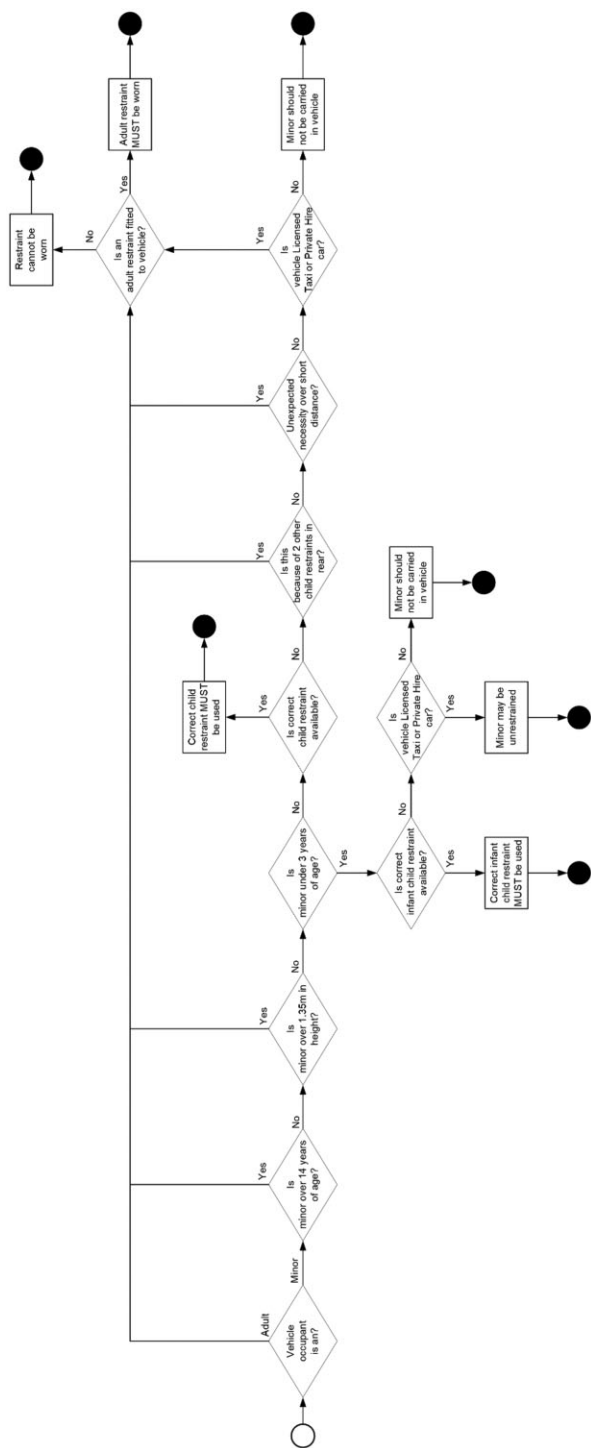 Vehicle
occupant
is an?
Adult
Minor
Is
minor over 14 years
of age?
Yes
No
Is
minor over 1.35m in
height?
Yes
No
Is
minor under 3 years
of age?
Yes
No
Is correct
infant child restraint
available?
Yes
No
Correct infant
child restraint
MUST be used
Is
vehicle Licensed
Taxi or Private Hire
car?
Yes
No
Minor may be
unrestrained
Minor should
not be carried
in vehicle
Is correct
child restraint
available?
Yes
No
Correct child
restraint MUST
be used
Is this
because of 2 other
child restraints in
rear?
Yes
No
Unexpected
necessity over short
distance?
Yes
No
Is
vehicle Licensed
Taxi or Private Hire
car?
Yes
No
Minor should
not be carried
in vehicle
Is an
adult restraint fitted
to vehicle?
No
Yes
Restraint
cannot be
worn
Adult restraint
MUST be worn